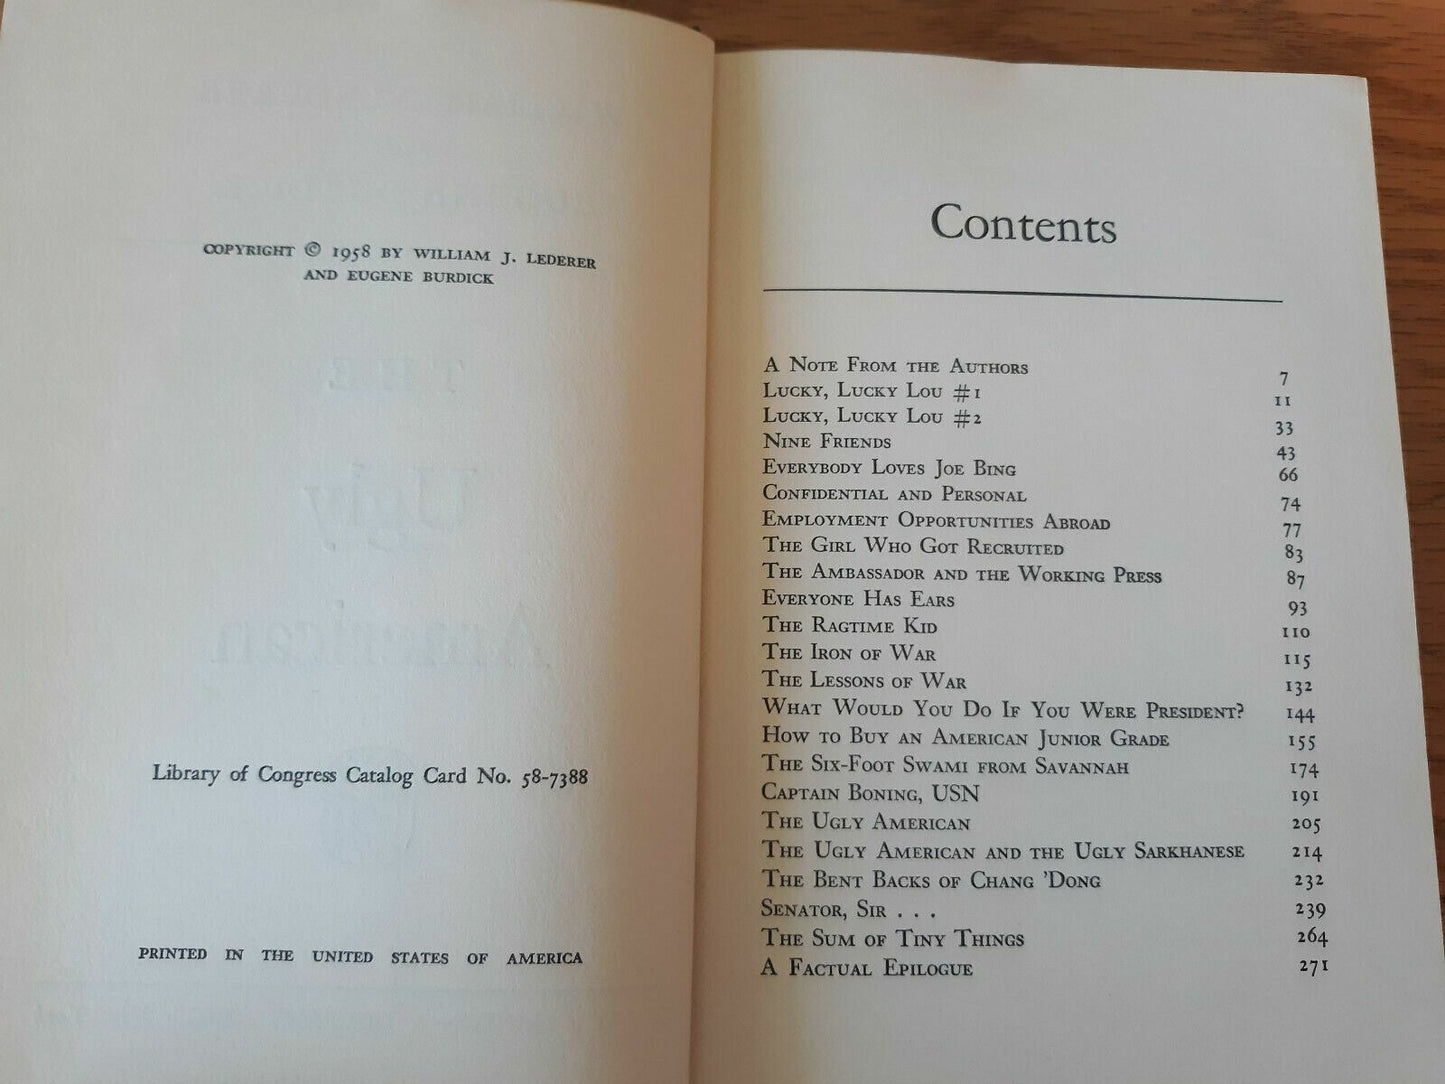 COPYRIGHT © 1958 BY WILLIAM J. LEDERER
AND EUGENE BURDICK
Library of Congress Catalog Card No. 58-7388
PRINTED IN THE UNITED STATES OF AMERICA
Contents
A Note From the Authors 7
Lucky, Lucky Lou #1 11
Lucky, Lucky Lou #2 33
Nine Friends 43
Everybody Loves Joe Bing 66
Confidential and Personal 74
Employment Opportunities Abroad 77
The Girl Who Got Recruited 83
The Ambassador and the Working Press 87
Everyone Has Ears 93
The Ragtime Kid 110
The Iron of War 115
The Lessons of War 132
What Would You Do If You Were President? 144
How to Buy an American Junior Grade 155
The Six-Foot Swami from Savannah 174
Captain Boning, USN 191
The Ugly American 205
The Ugly American and the Ugly Sarkhanese 214
The Bent Backs of Chang 'Dong 232
Senator, Sir . . . 239
The Sum of Tiny Things 264
A Factual Epilogue 271